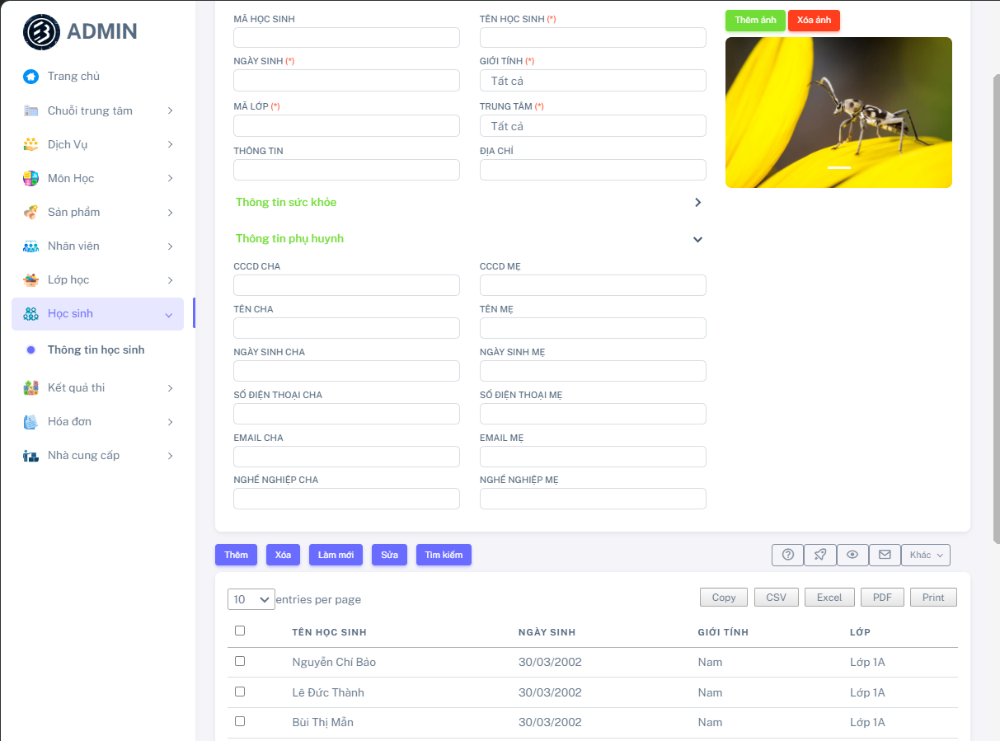 ADMIN
Trang chủ
Chuỗi trung tâm
Dịch Vụ
Môn Học
Sản phẩm
Nhân viên
Lớp học
Học sinh
Thông tin học sinh
Kết quả thi
Hóa đơn
Nhà cung cấp
MÃ HỌC SINH
TÊN HỌC SINH (*)
NGÀY SINH (*)
GIỚI TÍNH (*)
Tất cả
MÃ LỚP (*)
TRUNG TÂM (*)
Tất cả
THÔNG TIN
ĐỊA CHỈ
Thêm ảnh Xóa ảnh
Thông tin sức khỏe
Thông tin phụ huynh
CCCD CHA
CCCD MẸ
TÊN CHA
TÊN MẸ
NGÀY SINH CHA
NGÀY SINH MẸ
SỐ ĐIỆN THOẠI CHA
SỐ ĐIỆN THOẠI MẸ
EMAIL CHA
EMAIL MẸ
NGHỀ NGHIỆP CHA
NGHỀ NGHIỆP MẸ
Thêm Xóa Làm mới Sửa Tìm kiếm Khác
10 entries per page Copy CSV Excel PDF Print
TÊN HỌC SINH NGÀY SINH GIỚI TÍNH LỚP
Nguyễn Chí Bảo 30/03/2002 Nam Lớp 1A
Lê Đức Thành 30/03/2002 Nam Lớp 1A
Bùi Thị Mẫn 30/03/2002 Nam Lớp 1A